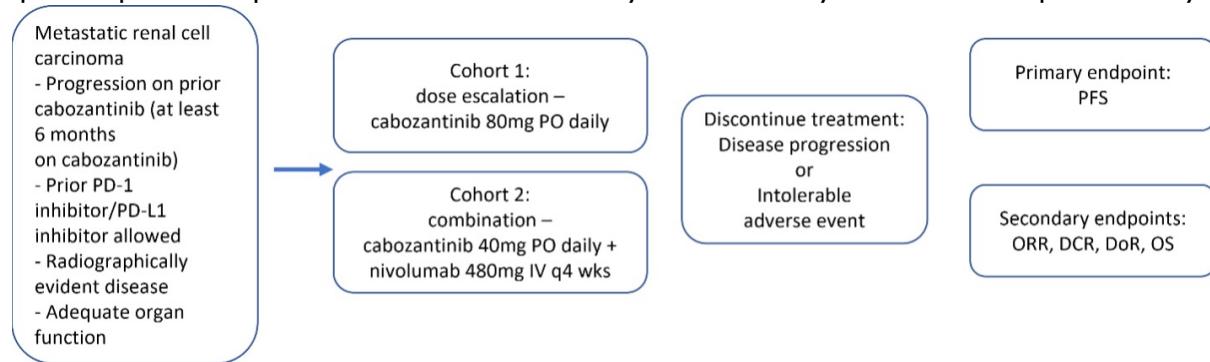 Metastatic renal cell
carcinoma
- Progression on prior
cabozantinib (at least
6 months
on cabozantinib)
- Prior PD-1
inhibitor/PD-L1
inhibitor allowed
- Radiographically
evident disease
- Adequate organ
function
Cohort 1:
dose escalation –
cabozantinib 80mg PO daily
Cohort 2:
combination –
cabozantinib 40mg PO daily +
nivolumab 480mg IV q4 wks
Discontinue treatment:
Disease progression
or
Intolerable
adverse event
Primary endpoint:
PFS
Secondary endpoints:
ORR, DCR, DoR, OS